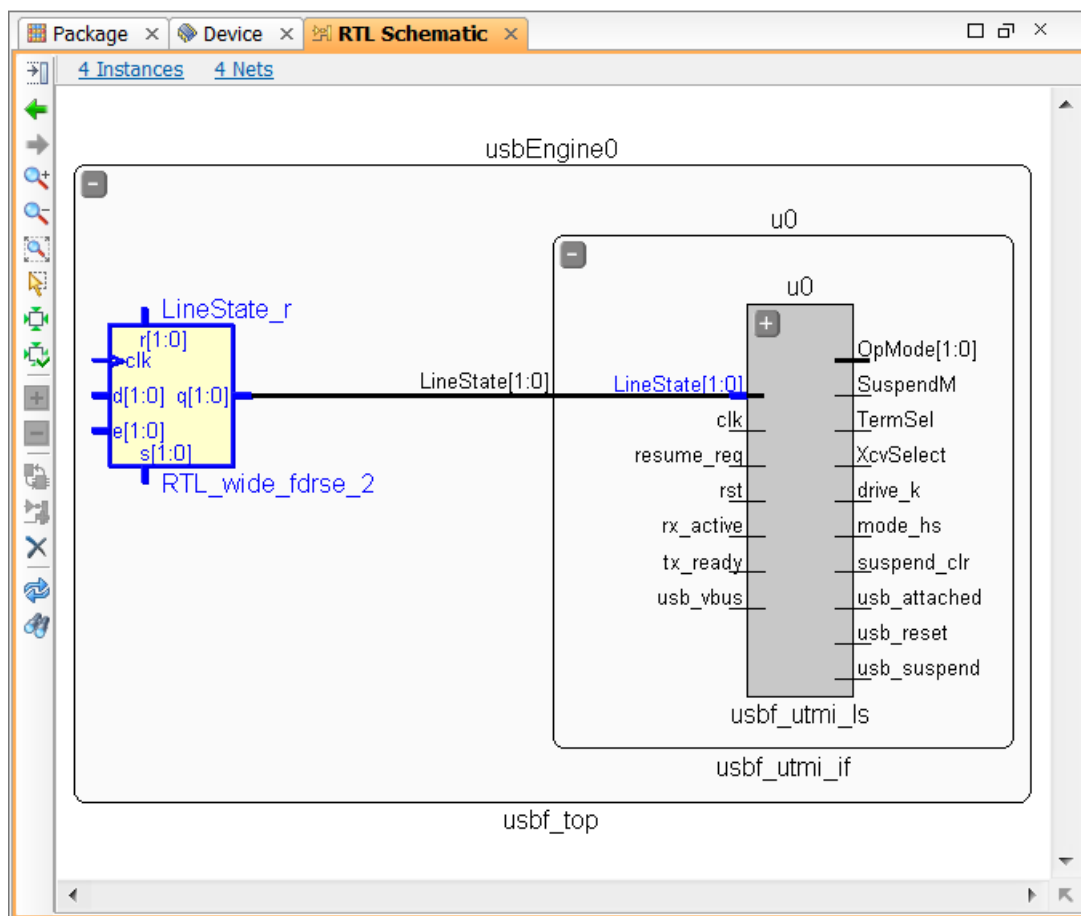 Package
Device
RTL Schematic
4 Instances 4 Nets
usbEngine0
u0
u0
LineState_r
r[1:0]
clk
d[1:0] q[1:0]
e[1:0]
s[1:0]
RTL_wide_fdrse_2
LineState[1:0]
LineState[1:0]
clk
resume_req
rst
rx_active
tx_ready
usb_vbus
OpMode[1:0]
SuspendM
TermSel
XcvSelect
drive_k
mode_hs
suspend_clr
usb_attached
usb_reset
usb_suspend
usbf_utmi_ls
usbf_utmi_if
usbf_top